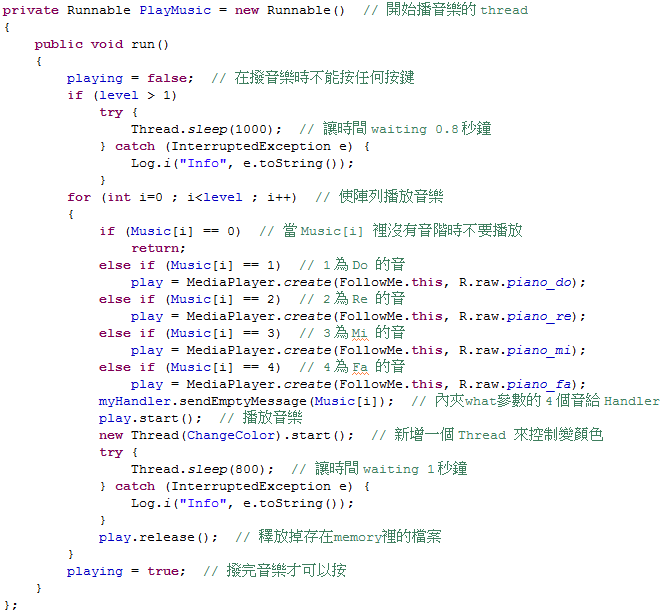 private Runnable PlayMusic = new Runnable()  // 開始播音樂的 thread
{
    public void run()
    {
        playing = false;  // 在撥音樂時不能按任何按鍵
        if (level > 1)
            try {
                Thread.sleep(1000);  // 讓時間 waiting 0.8秒鐘
            } catch (InterruptedException e) {
                Log.i("Info", e.toString());
            }
        for (int i=0 ; i<level ; i++)  // 使陣列播放音樂
        {
            if (Music[i] == 0)  // 當 Music[i] 裡沒有音階時不要播放
                return;
            else if (Music[i] == 1)  // 1為 Do 的音
                play = MediaPlayer.create(FollowMe.this, R.raw.piano_do);
            else if (Music[i] == 2)  // 2為Re 的音
                play = MediaPlayer.create(FollowMe.this, R.raw.piano_re);
            else if (Music[i] == 3)  // 3為Mi 的音
                play = MediaPlayer.create(FollowMe.this, R.raw.piano_mi);
            else if (Music[i] == 4)  // 4為Fa 的音
                play = MediaPlayer.create(FollowMe.this, R.raw.piano_fa);
            myHandler.sendEmptyMessage(Music[i]);  // 內夾what參數的4個音給 Handler
            play.start();  // 播放音樂
            new Thread(ChangeColor).start();  // 新增一個 Thread 來控制變顏色
            try {
                Thread.sleep(800);  // 讓時間 waiting 1秒鐘
            } catch (InterruptedException e) {
                Log.i("Info", e.toString());
            }
            play.release();  // 釋放掉存在memory裡的檔案
        }
        playing = true;  // 撥完音樂才可以按
    }
};